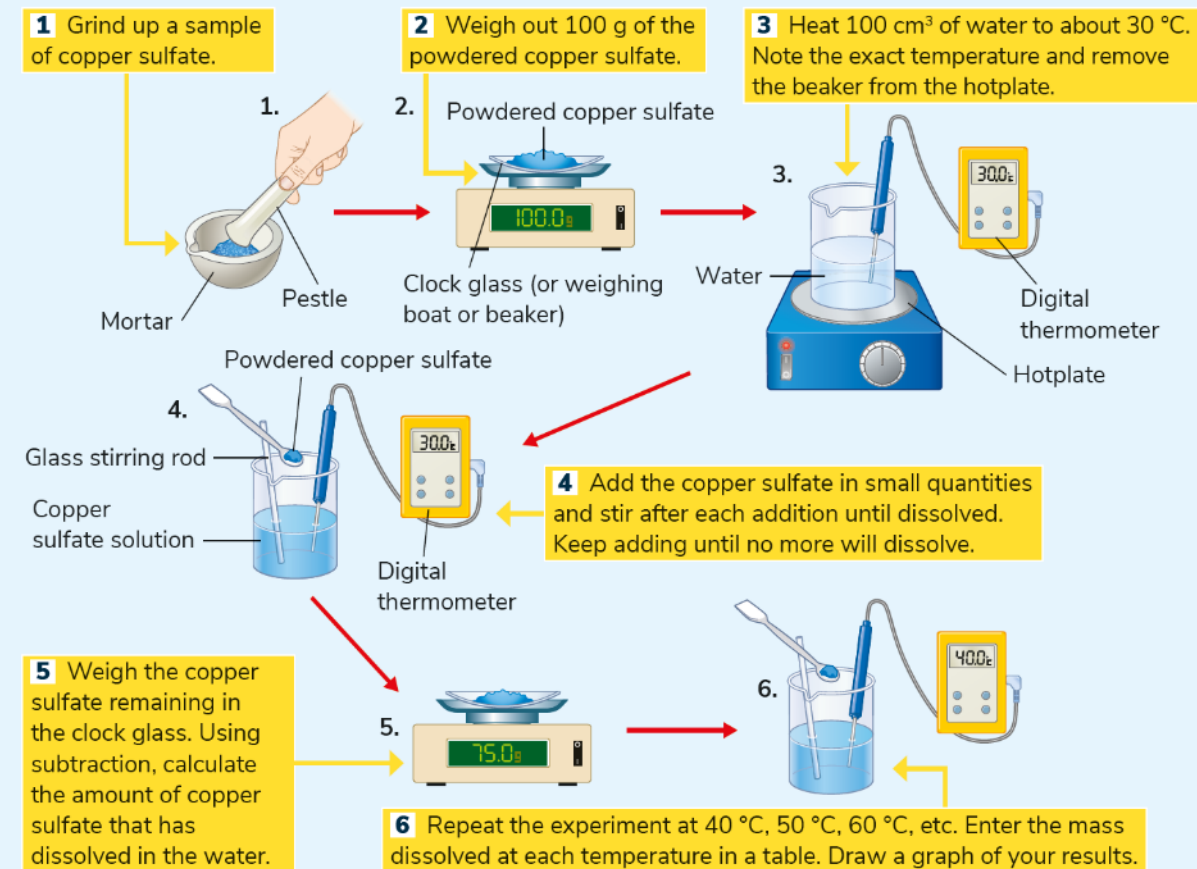 1 Grind up a sample
of copper sulfate.
2 Weigh out 100 g of the
powdered copper sulfate.
3 Heat 100 cm³ of water to about 30 °C.
Note the exact temperature and remove
the beaker from the hotplate.
1.
Mortar
Pestle
2.
Powdered copper sulfate
100.0g
Clock glass (or weighing
boat or beaker)
3.
30.0c
Water
Digital
thermometer
Hotplate
Powdered copper sulfate
4.
Glass stirring rod
Copper
sulfate solution
30.0c
Digital
thermometer
4 Add the copper sulfate in small quantities
and stir after each addition until dissolved.
Keep adding until no more will dissolve.
5 Weigh the copper
sulfate remaining in
the clock glass. Using
subtraction, calculate
the amount of copper
sulfate that has
dissolved in the water.
5.
75.0g
6.
40.0c
6 Repeat the experiment at 40 °C, 50 °C, 60 °C, etc. Enter the mass
dissolved at each temperature in a table. Draw a graph of your results.